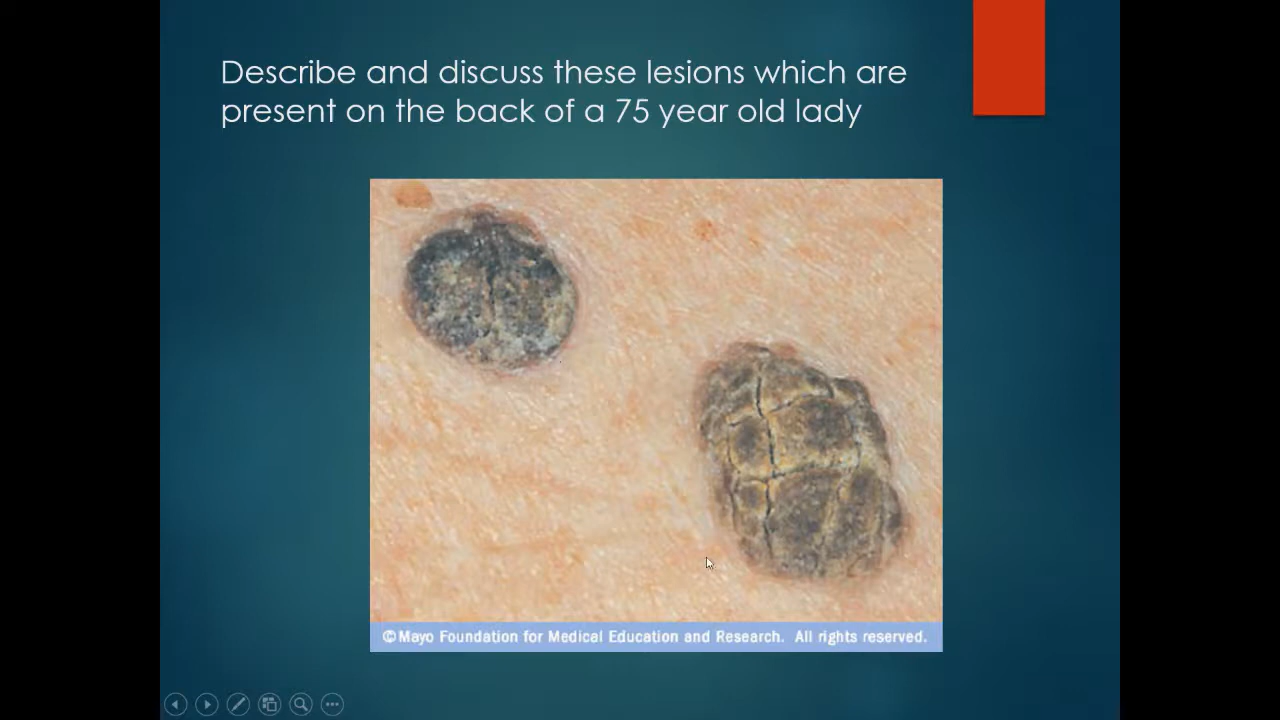 Describe and discuss these lesions which are
present on the back of a 75 year old lady
©Mayo Foundation for Medical Education and Research. All rights reserved.